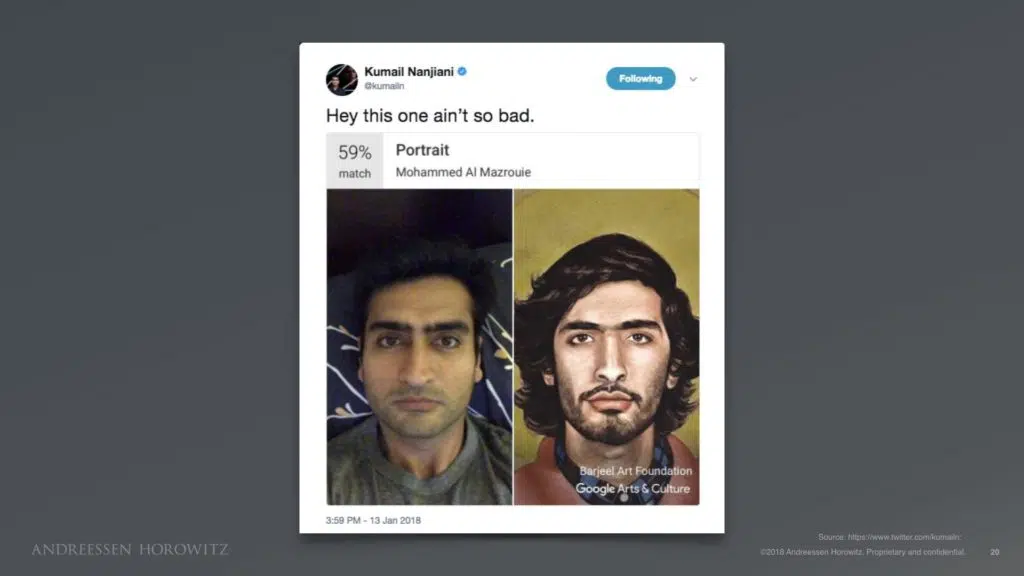 Kumail Nanjiani
@kumailn
Following
Hey this one ain't so bad.
59%
match
Portrait
Mohammed Al Mazrouie
Barjeel Art Foundation
Google Arts & Culture
3:59 PM - 13 Jan 2018
ANDREESSEN HOROWITZ
Source: https://www.twitter.com/kumailn;
©2018 Andreessen Horowitz. Proprietary and confidential.
20